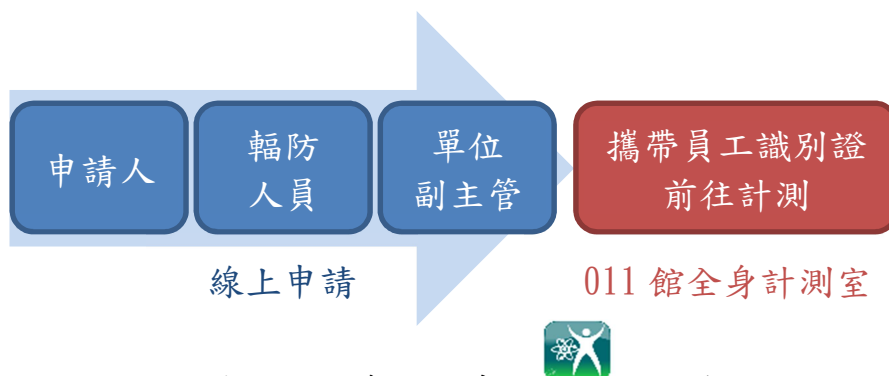 申請人
輻防
人員
單位
副主管
攜帶員工識別證
前往計測
線上申請
011 館全身計測室